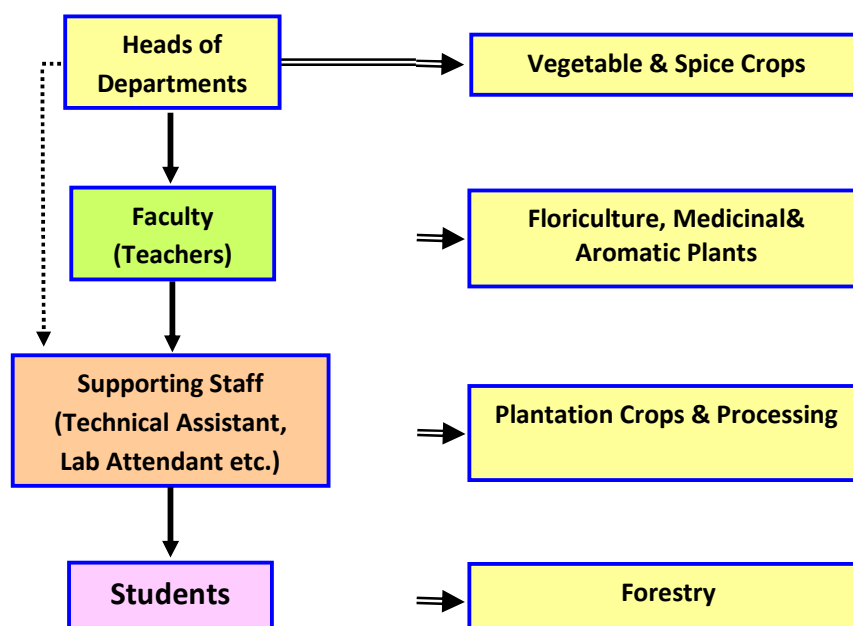 Heads of
Departments
Vegetable & Spice Crops
Faculty
(Teachers)
Floriculture, Medicinal&
Aromatic Plants
Supporting Staff
(Technical Assistant,
Lab Attendant etc.)
Plantation Crops & Processing
Students
Forestry